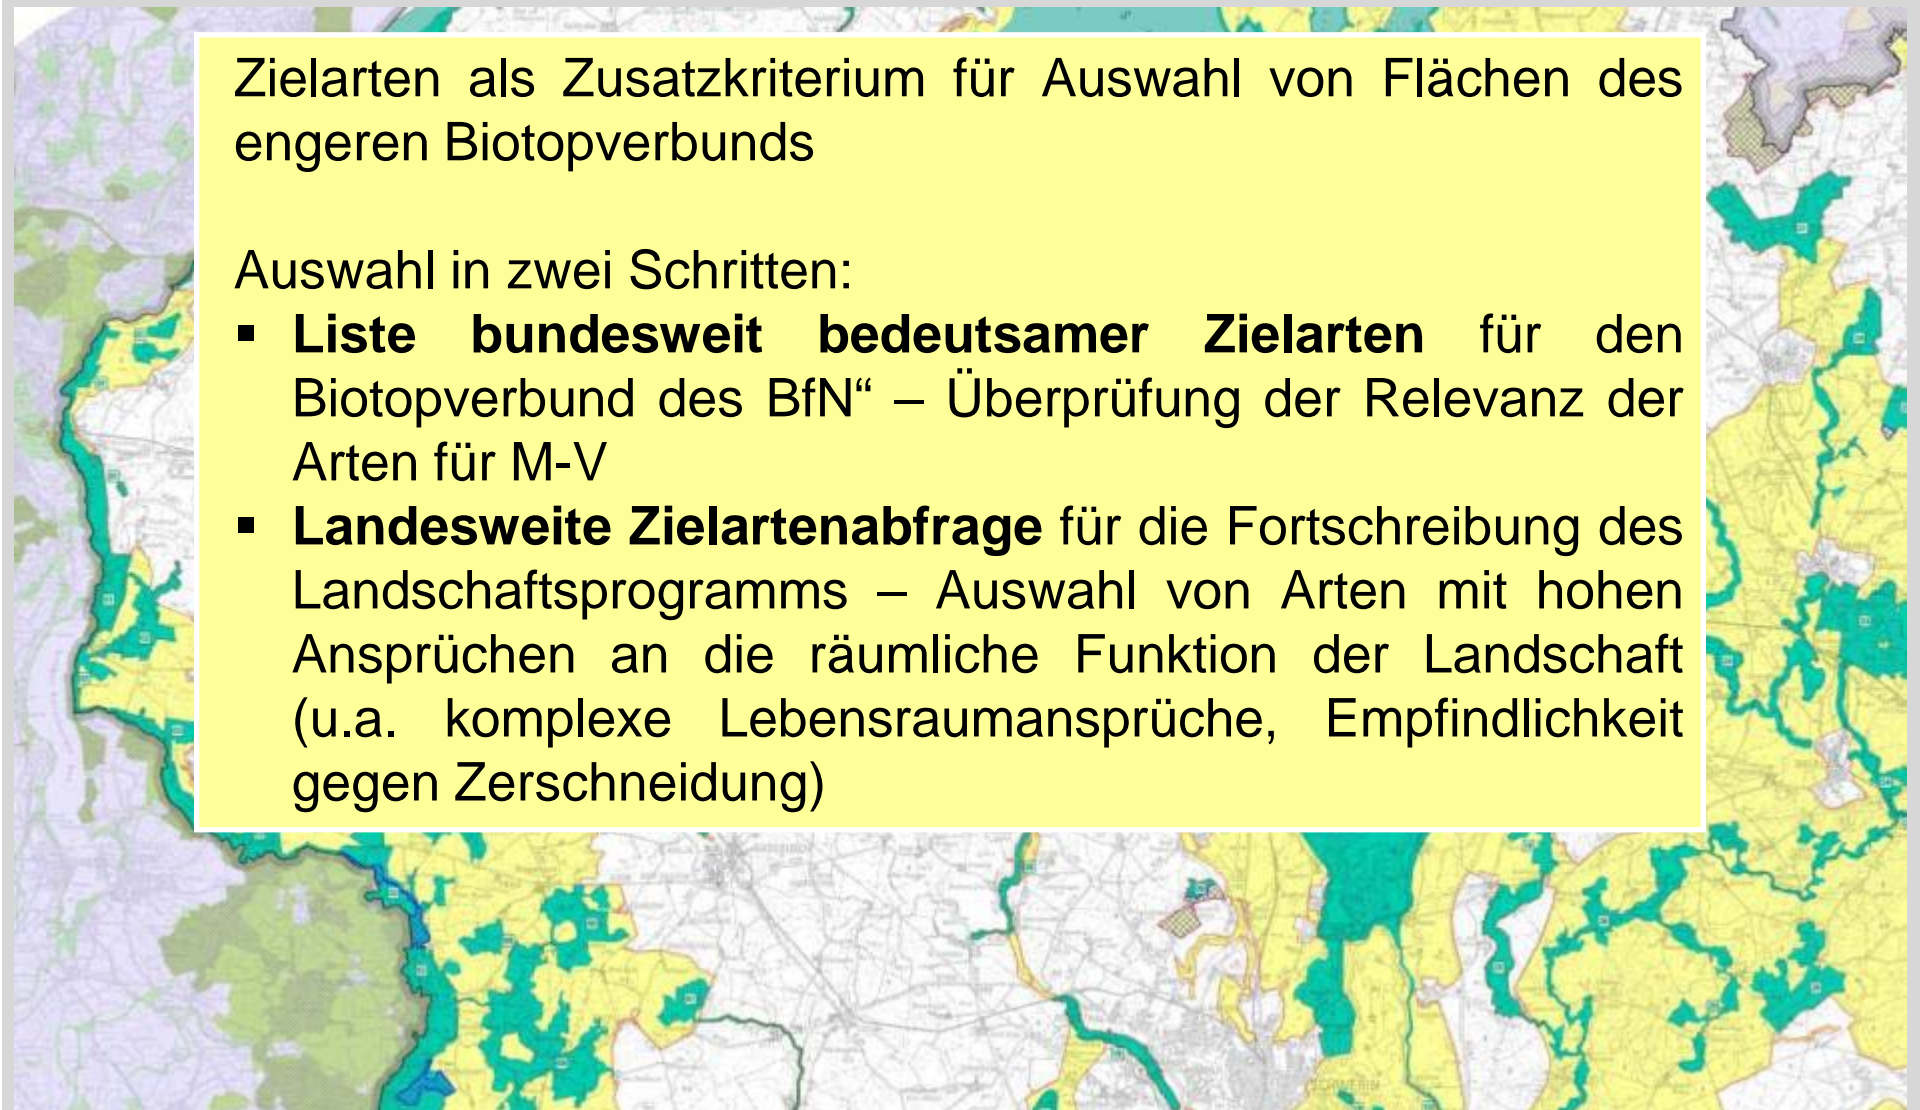 Zielarten als Zusatzkriterium für Auswahl von Flächen des
engeren Biotopverbunds
Auswahl in zwei Schritten:
▪ Liste bundesweit bedeutsamer Zielarten für den
Biotopverbund des BfN“ – Überprüfung der Relevanz der
Arten für M-V
▪ Landesweite Zielartenabfrage für die Fortschreibung des
Landschaftsprogramms – Auswahl von Arten mit hohen
Ansprüchen an die räumliche Funktion der Landschaft
(u.a. komplexe Lebensraumansprüche, Empfindlichkeit
gegen Zerschneidung)
SCHWERIN